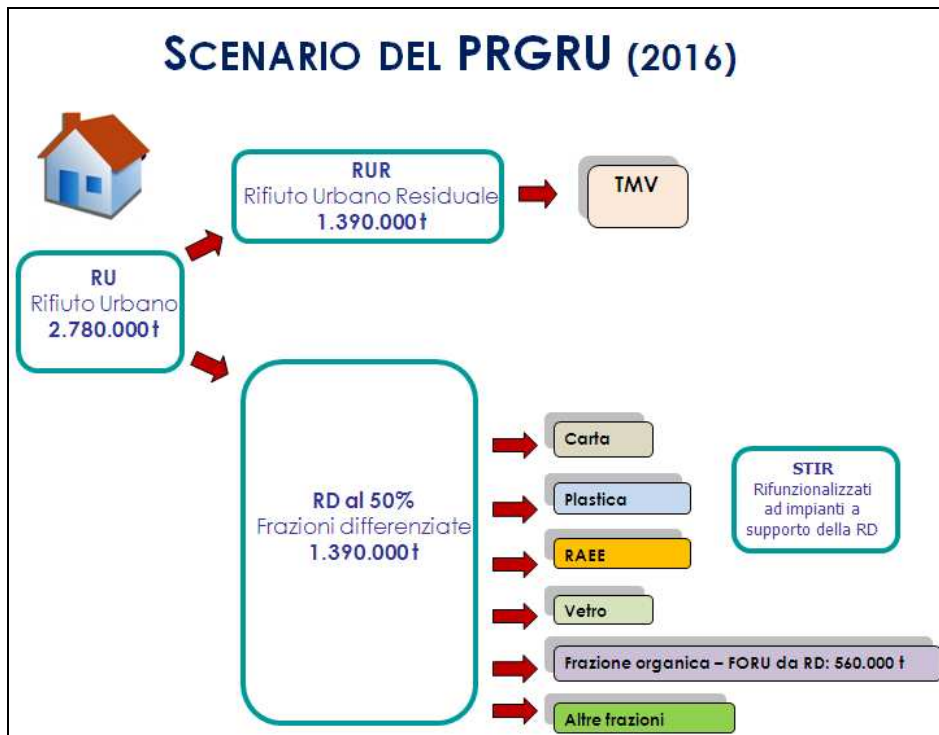 SCENARIO DEL PRGRU (2016)
RUR
Rifiuto Urbano Residuale
1.390.000 t
TMV
RU
Rifiuto Urbano
2.780.000 t
RD al 50%
Frazioni differenziate
1.390.000 t
Carta
Plastica
RAEE
Vetro
Frazione organica – FORU da RD: 560.000 t
Altre frazioni
STIR
Rifunzionalizzati
ad impianti a
supporto della RD